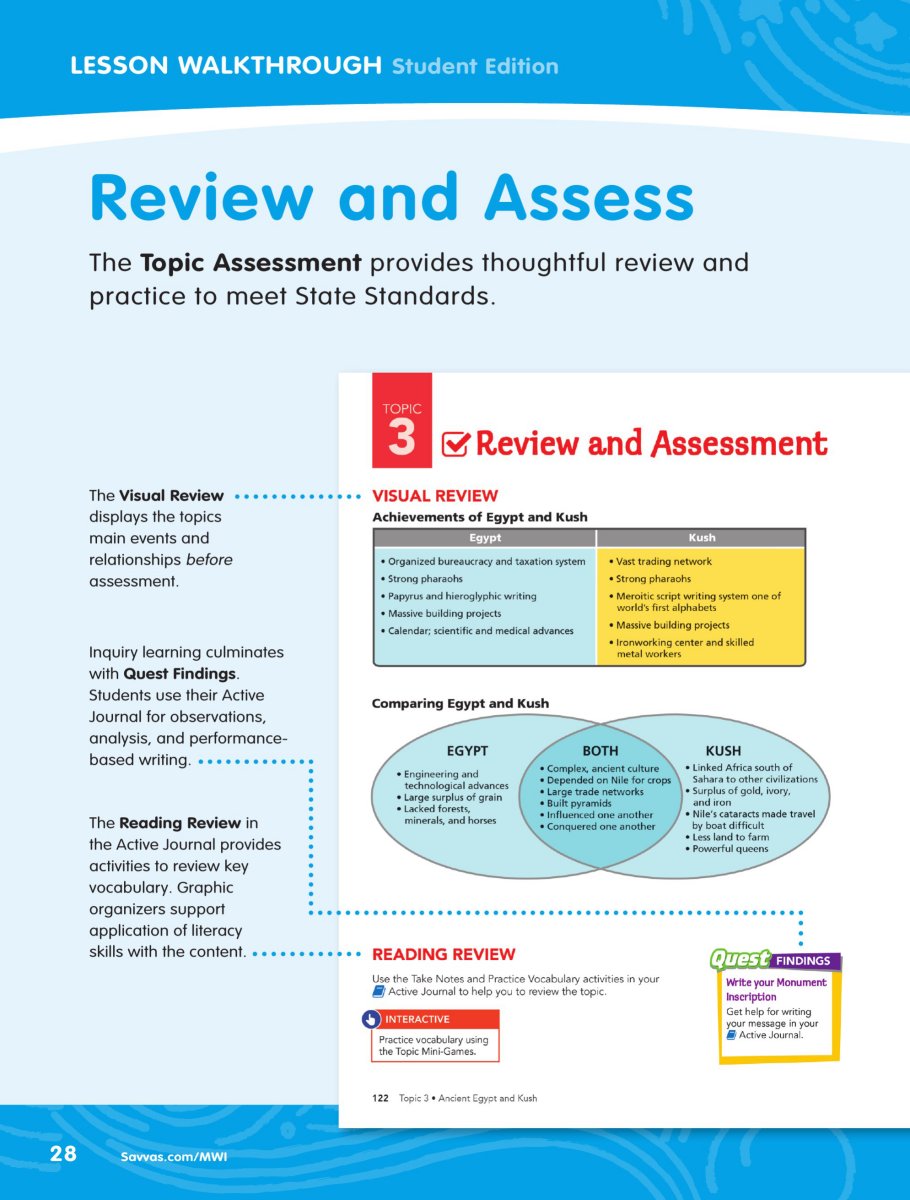 LESSON WALKTHROUGH Student Edition
Review and Assess
The Topic Assessment provides thoughtful review and
practice to meet State Standards.
The Visual Review
displays the topics
main events and
relationships before
assessment.
Inquiry learning culminates
with Quest Findings.
Students use their Active
Journal for observations,
analysis, and performance-
based writing.
The Reading Review in
the Active Journal provides
activities to review key
vocabulary. Graphic
organizers support
application of literacy
skills with the content.
TOPIC
3
Review and Assessment
VISUAL REVIEW
Achievements of Egypt and Kush
Egypt
• Organized bureaucracy and taxation system
• Strong pharaohs
• Papyrus and hieroglyphic writing
• Massive building projects
• Calendar; scientific and medical advances
Kush
• Vast trading network
• Strong pharaohs
• Meroitic script writing system one of
world's first alphabets
• Massive building projects
• Ironworking center and skilled
metal workers
Comparing Egypt and Kush
EGYPT
• Engineering and
technological advances
• Large surplus of grain
• Lacked forests,
minerals, and horses
BOTH
• Complex, ancient culture
• Depended on Nile for crops
• Large trade networks
• Built pyramids
• Influenced one another
• Conquered one another
KUSH
• Linked Africa south of
Sahara to other civilizations
• Surplus of gold, ivory,
and iron
• Nile's cataracts made travel
by boat difficult
• Less land to farm
• Powerful queens
READING REVIEW
Use the Take Notes and Practice Vocabulary activities in your
Active Journal to help you to review the topic.
INTERACTIVE
Practice vocabulary using
the Topic Mini-Games.
Quest FINDINGS
Write your Monument
Inscription
Get help for writing
your message in your
Active Journal.
122 Topic 3 • Ancient Egypt and Kush
28 Savvas.com/MWI